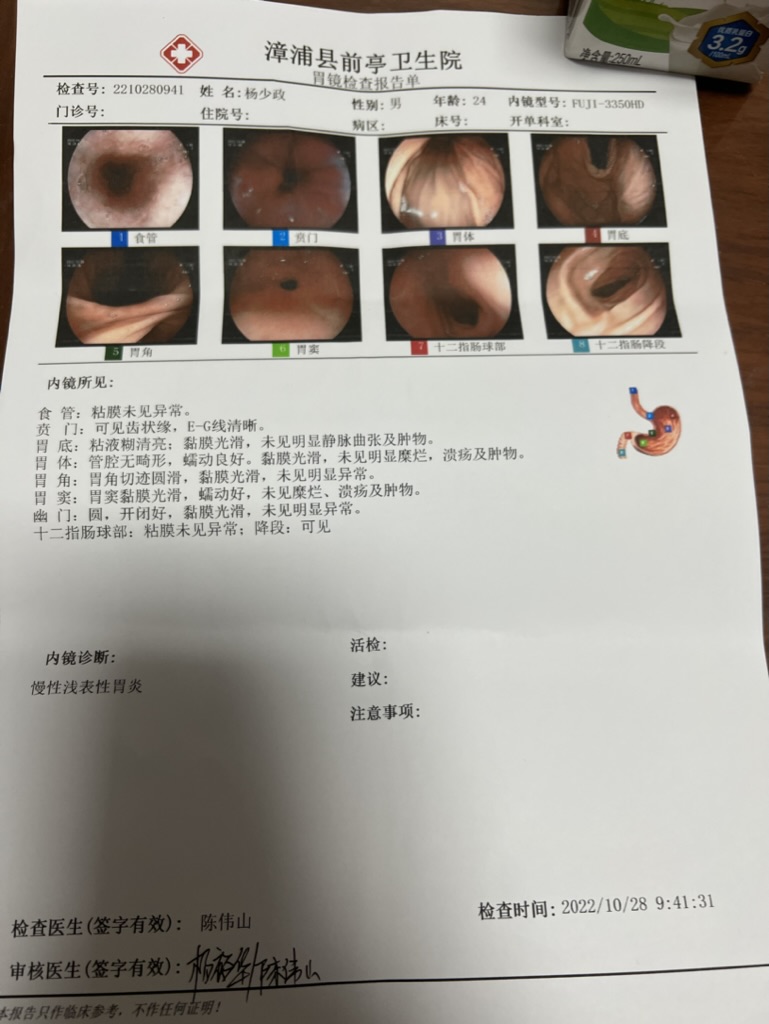 漳浦县前亭卫生院
胃镜检查报告单
检查号: 2210280941 姓 名: 杨少政 性别: 男 年龄: 24 内镜型号: FUJI-3350HD
门诊号: 住院号: 病区: 床号: 开单科室:
1 食管 2 贲门 3 胃体 4 胃底
5 胃角 6 胃窦 7 十二指肠球部 8 十二指肠降段
内镜所见:
食 管: 粘膜未见异常。
贲 门: 可见齿状缘, E-G线清晰。
胃 底: 粘液糊清亮; 黏膜光滑, 未见明显静脉曲张及肿物。
胃 体: 管腔无畸形, 蠕动良好。黏膜光滑, 未见明显糜烂, 溃疡及肿物。
胃 角: 胃角切迹圆滑, 黏膜光滑, 未见明显异常。
胃 窦: 胃窦黏膜光滑, 蠕动好, 未见糜烂、溃疡及肿物。
幽 门: 圆, 开闭好, 黏膜光滑, 未见明显异常。
十二指肠球部: 粘膜未见异常; 降段: 可见
内镜诊断:
慢性浅表性胃炎
活检:
建议:
注意事项:
检查医生(签字有效): 陈伟山
检查时间: 2022/10/28 9:41:31
审核医生(签字有效): 陈伟山
本报告只作临床参考, 不作任何证明!
净含量:250mL
优质乳蛋白
3.2g